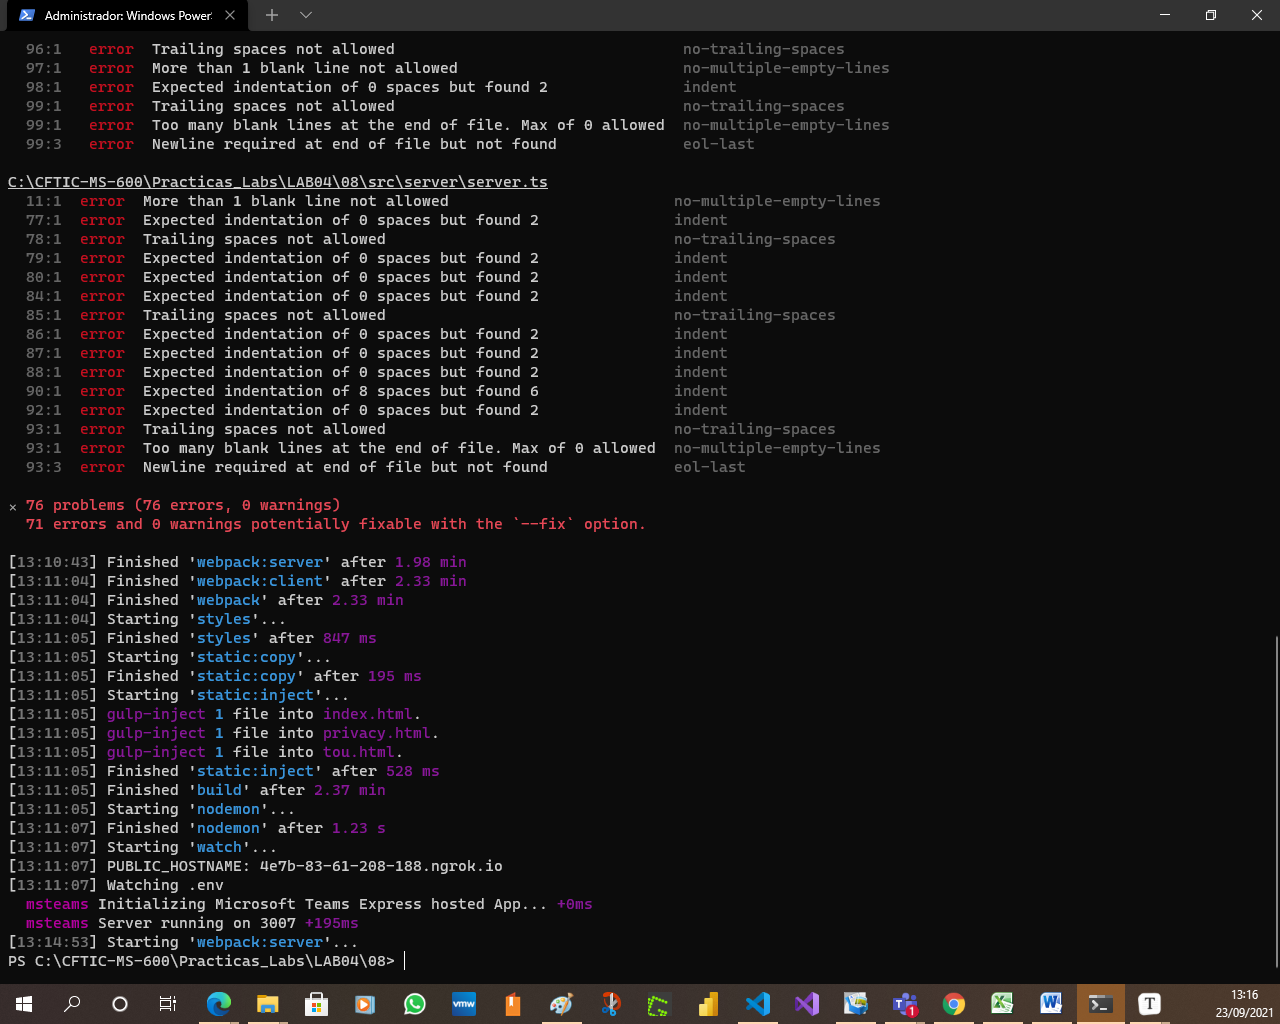 Administrador: Windows PowerS
96:1 error Trailing spaces not allowed no-trailing-spaces
97:1 error More than 1 blank line not allowed no-multiple-empty-lines
98:1 error Expected indentation of 0 spaces but found 2 indent
99:1 error Trailing spaces not allowed no-trailing-spaces
99:1 error Too many blank lines at the end of file. Max of 0 allowed no-multiple-empty-lines
99:3 error Newline required at end of file but not found eol-last
C:\CFTIC-MS-600\Practicas_Labs\LAB04\08\src\server\server.ts
11:1 error More than 1 blank line not allowed no-multiple-empty-lines
77:1 error Expected indentation of 0 spaces but found 2 indent
78:1 error Trailing spaces not allowed no-trailing-spaces
79:1 error Expected indentation of 0 spaces but found 2 indent
80:1 error Expected indentation of 0 spaces but found 2 indent
84:1 error Expected indentation of 0 spaces but found 2 indent
85:1 error Trailing spaces not allowed no-trailing-spaces
86:1 error Expected indentation of 0 spaces but found 2 indent
87:1 error Expected indentation of 0 spaces but found 2 indent
88:1 error Expected indentation of 0 spaces but found 2 indent
90:1 error Expected indentation of 8 spaces but found 6 indent
92:1 error Expected indentation of 0 spaces but found 2 indent
93:1 error Trailing spaces not allowed no-trailing-spaces
93:1 error Too many blank lines at the end of file. Max of 0 allowed no-multiple-empty-lines
93:3 error Newline required at end of file but not found eol-last
× 76 problems (76 errors, 0 warnings)
71 errors and 0 warnings potentially fixable with the `--fix` option.
[13:10:43] Finished 'webpack:server' after 1.98 min
[13:11:04] Finished 'webpack:client' after 2.33 min
[13:11:04] Finished 'webpack' after 2.33 min
[13:11:04] Starting 'styles'...
[13:11:05] Finished 'styles' after 847 ms
[13:11:05] Starting 'static:copy'...
[13:11:05] Finished 'static:copy' after 195 ms
[13:11:05] Starting 'static:inject'...
[13:11:05] gulp-inject 1 file into index.html.
[13:11:05] gulp-inject 1 file into privacy.html.
[13:11:05] gulp-inject 1 file into tou.html.
[13:11:05] Finished 'static:inject' after 528 ms
[13:11:05] Finished 'build' after 2.37 min
[13:11:05] Starting 'nodemon'...
[13:11:07] Finished 'nodemon' after 1.23 s
[13:11:07] Starting 'watch'...
[13:11:07] PUBLIC_HOSTNAME: 4e7b-83-61-208-188.ngrok.io
[13:11:07] Watching .env
msteams Initializing Microsoft Teams Express hosted App... +0ms
msteams Server running on 3007 +195ms
[13:14:53] Starting 'webpack:server'...
PS C:\CFTIC-MS-600\Practicas_Labs\LAB04\08>
vmw
1
T
13:16
23/09/2021